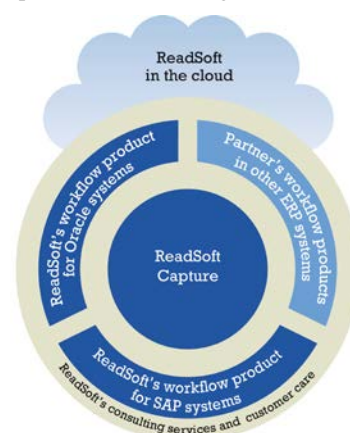 ReadSoft
in the cloud
ReadSoft's workflow product
for Oracle systems
Partner's workflow products
in other ERP systems
ReadSoft
Capture
ReadSoft's workflow product
for SAP systems
ReadSoft's consulting services and customer care